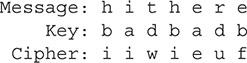 Message: h i t h e r e
Key: b a d b a d b
Cipher: i i w i e u f